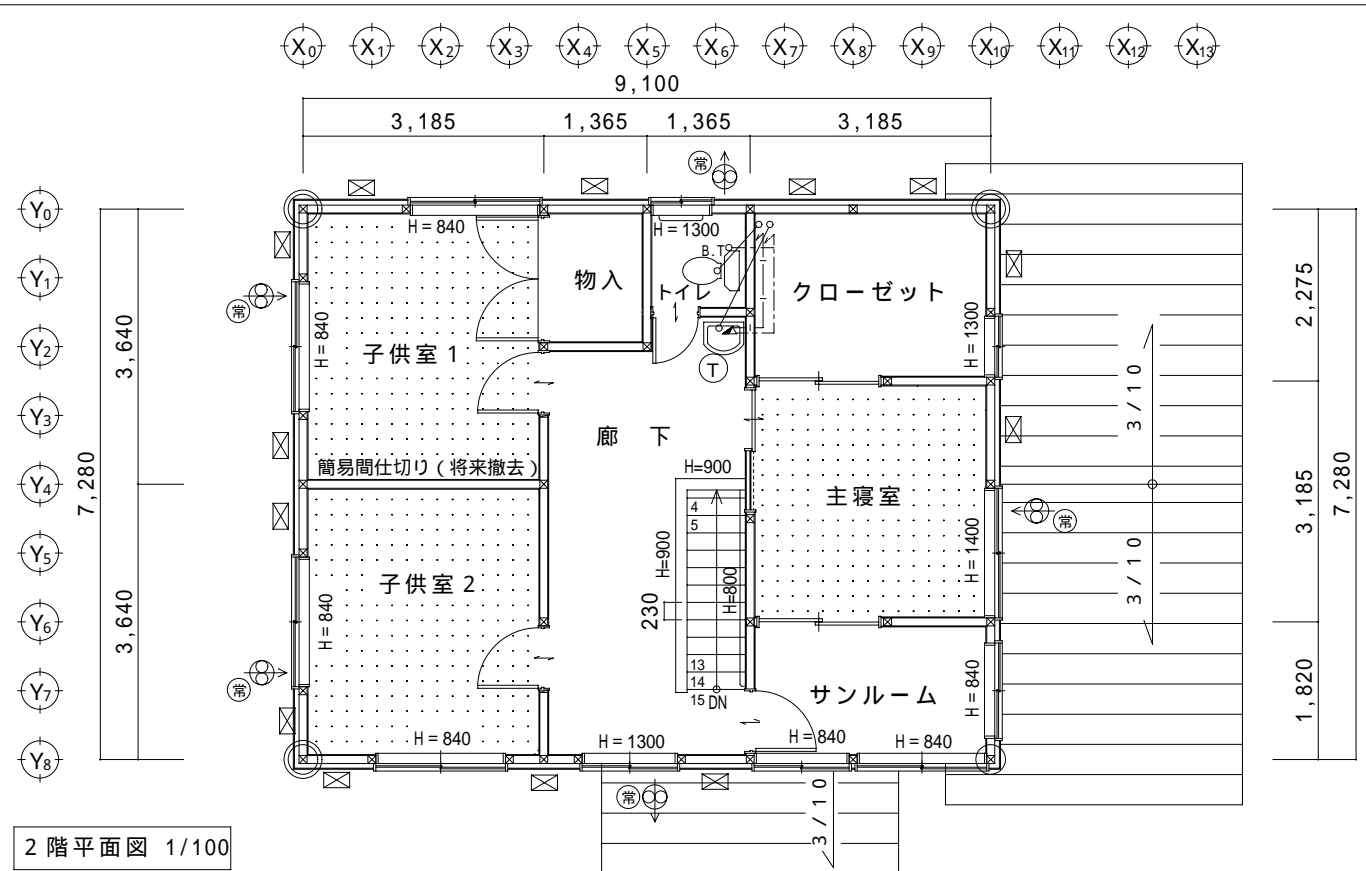 X0 X1 X2 X3 X4 X5 X6 X7 X8 X9 X10 X11 X12 X13
9,100
3,185 1,365 1,365 3,185
常
Y0
H=840 H=1300
B.T
物入
トイレ
クローゼット
Y1
常
2,275
H=840
H=1300
3,640
Y2
子供室1
T
3/10
Y3
廊 下
簡易間仕切り(将来撤去)
H=900
7,280
Y4
主寝室
3,185
7,280
4
5
常
Y5
H=900
H=800
H=1400
子供室2
3/10
Y6
230
H=840
3,640
13
14
15 DN
常
Y7
サンルーム
H=840
1,820
H=840 H=1300 H=840 H=840
Y8
常
3/10
2階平面図 1/100